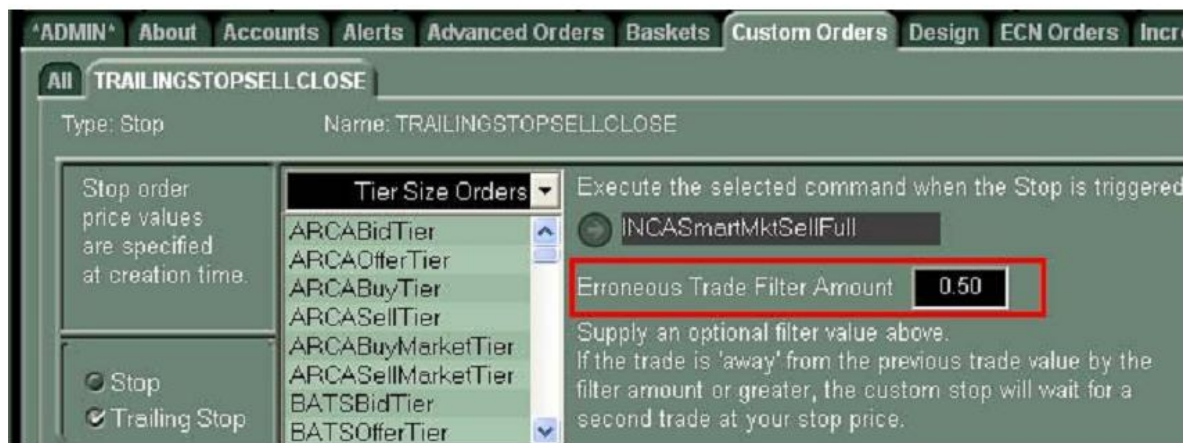 *ADMIN* About Accounts Alerts Advanced Orders Baskets Custom Orders Design ECN Orders Incre
All TRAILINGSTOPSELLCLOSE
Type: Stop Name: TRAILINGSTOPSELLCLOSE
Stop order
price values
are specified
at creation time.
Stop
Trailing Stop
Tier Size Orders
ARCABidTier
ARCAOfferTier
ARCABuyTier
ARCASellTier
ARCABuyMarketTier
ARCASellMarketTier
BATSBidTier
BATSOfferTier
Execute the selected command when the Stop is triggered
INCASmartMktSellFull
Erroneous Trade Filter Amount 0.50
Supply an optional filter value above.
If the trade is 'away' from the previous trade value by the
filter amount or greater, the custom stop will wait for a
second trade at your stop price.